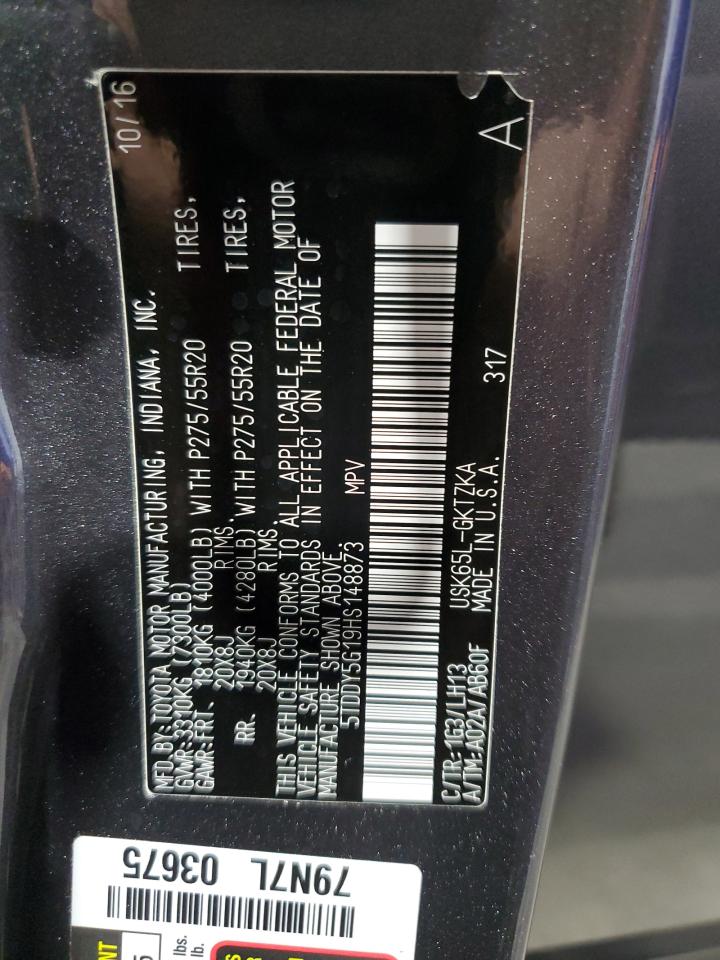 10/16
MFD.BY:TOYOTA MOTOR MANUFACTURING, INDIANA, INC.
GVWR:3310KG (7300LB)
GAWR:FRT. 1810KG (4000LB) WITH P275/55R20 TIRES,
20X8J RIMS.
RR. 1940KG (4280LB) WITH P275/55R20 TIRES,
20X8J RIMS.
THIS VEHICLE CONFORMS TO ALL APPLICABLE FEDERAL MOTOR
VEHICLE SAFETY STANDARDS IN EFFECT ON THE DATE OF
MANUFACTURE SHOWN ABOVE.
5TDDY5G19HS148873 MPV
C/TR:1G3/LH13 USK65L-GKTZKA
A/TM:A02A/AB60F MADE IN U.S.A. 317 A
79N7L 03675
lbs.
lb.